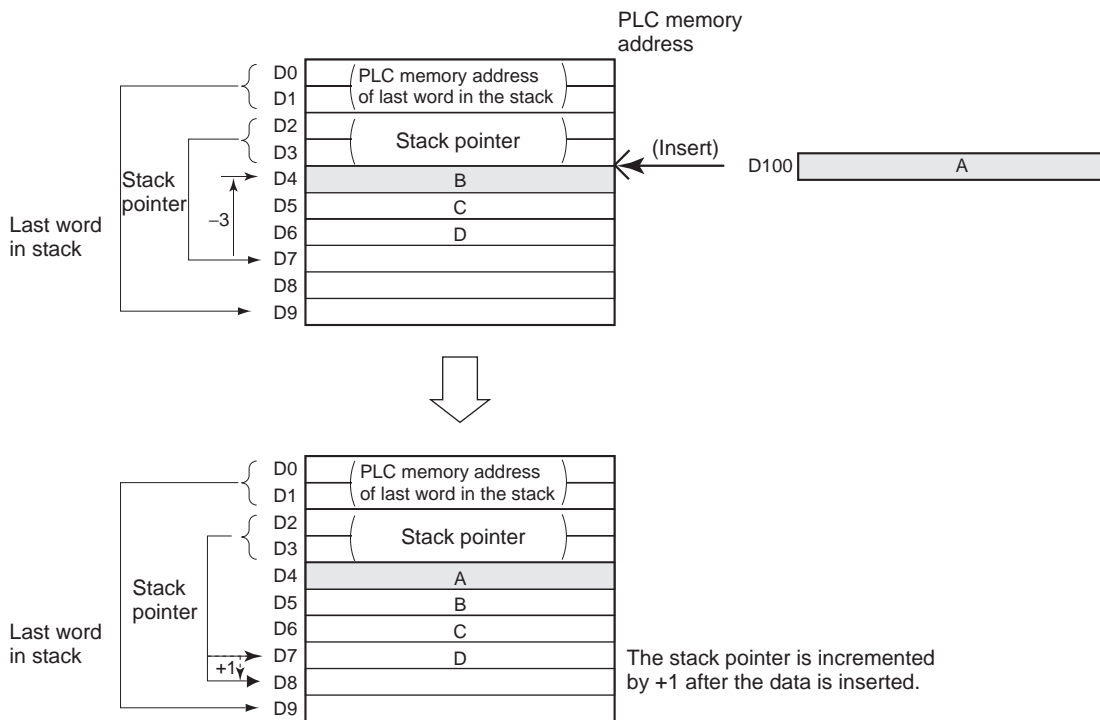 PLC memory
address
D0
(PLC memory address
D1
of last word in the stack)
D2
Stack pointer
D3
(Insert)
D100
A
D4
B
Stack
pointer
−3
D5
C
Last word
in stack
D6
D
D7
D8
D9
D0
(PLC memory address
D1
of last word in the stack)
D2
Stack pointer
D3
D4
A
Stack
pointer
D5
B
Last word
in stack
D6
C
D7
D
+1
D8
D9
The stack pointer is incremented
by +1 after the data is inserted.